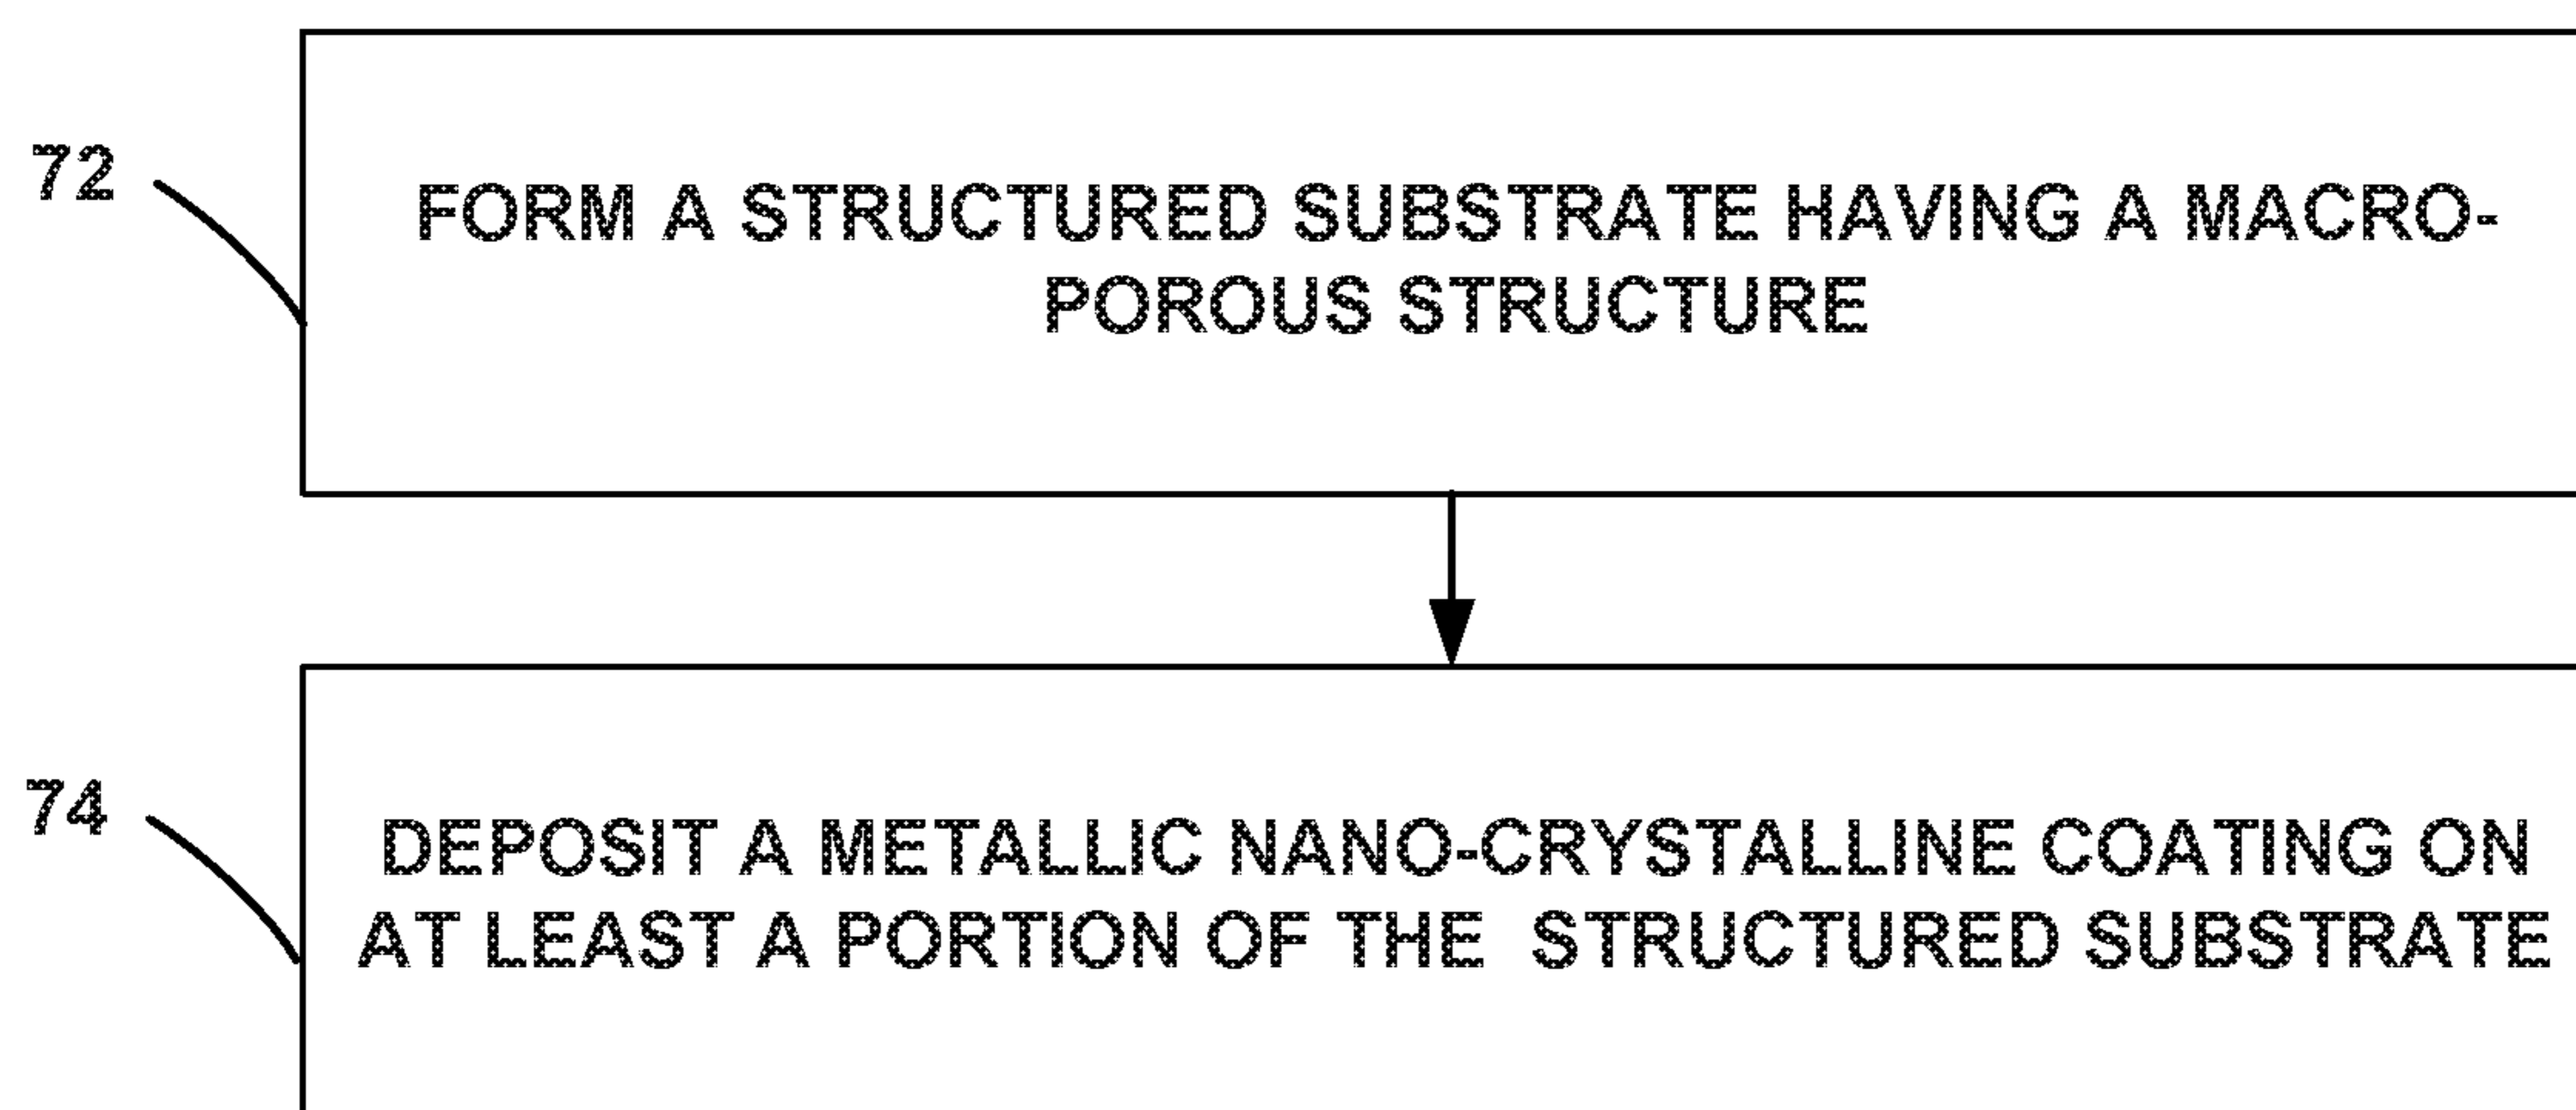 72
FORM A STRUCTURED SUBSTRATE HAVING A MACRO-
POROUS STRUCTURE
74
DEPOSIT A METALLIC NANO-CRYSTALLINE COATING ON
AT LEAST A PORTION OF THE STRUCTURED SUBSTRATE